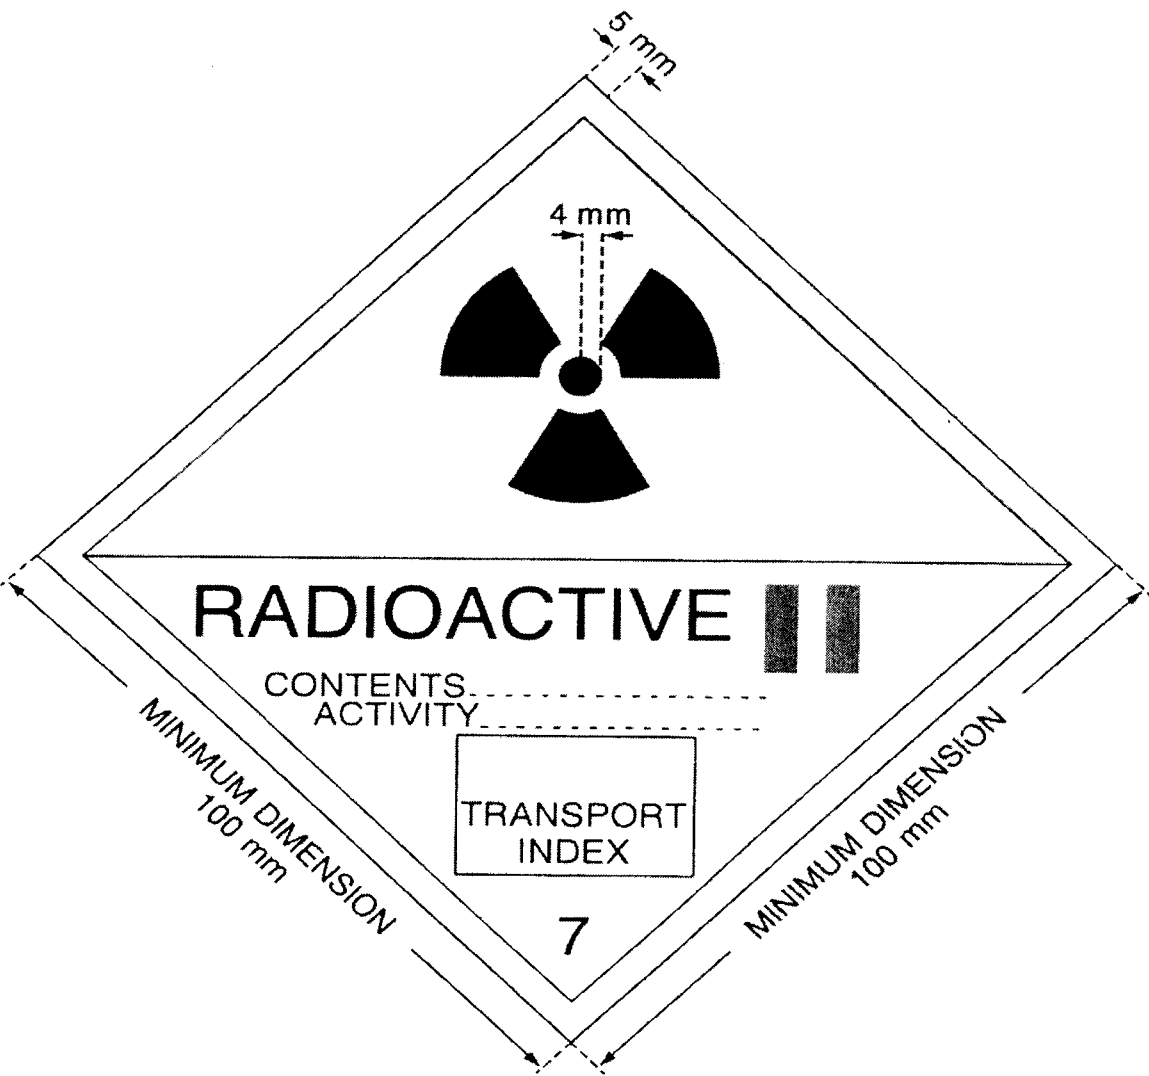 5 mm
4 mm
RADIOACTIVE II
CONTENTS
ACTIVITY
TRANSPORT
INDEX
7
MINIMUM DIMENSION
100 mm
MINIMUM DIMENSION
100 mm